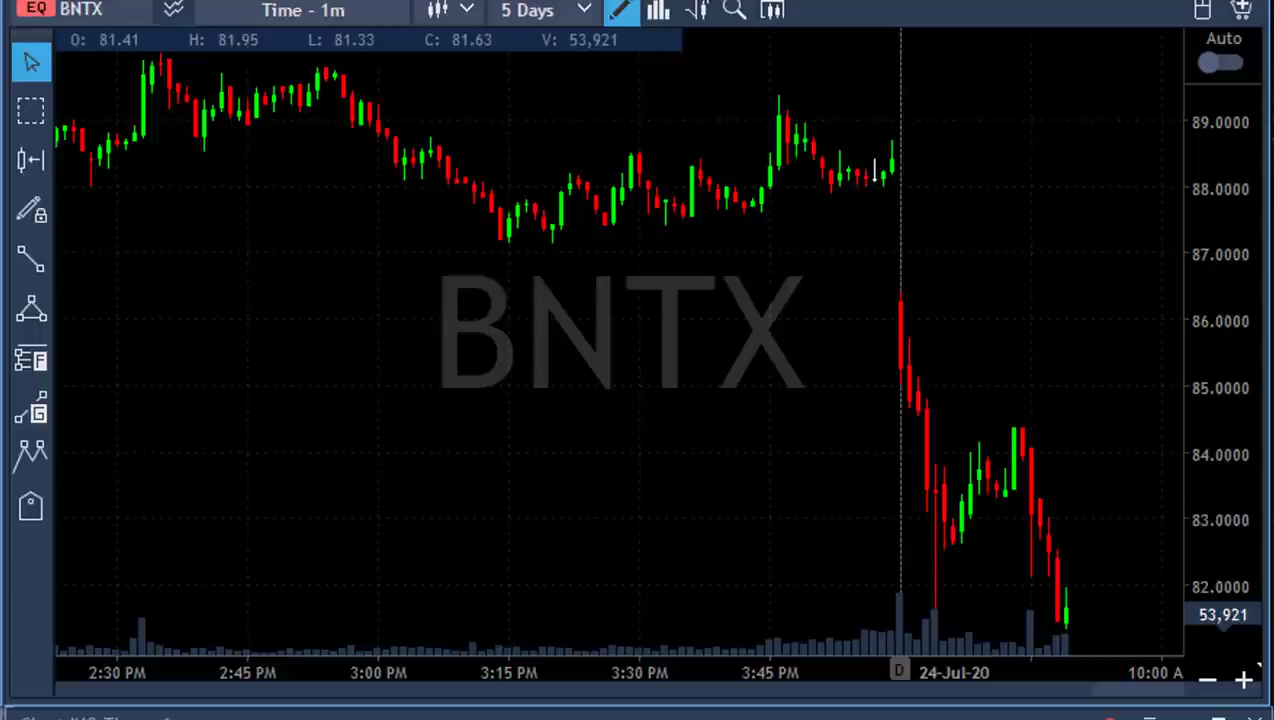 EQ BNTX Time - 1m 5 Days
O: 81.41 H: 81.95 L: 81.33 C: 81.63 V: 53,921
Auto
89.0000
88.0000
87.0000
BNTX
86.0000
85.0000
84.0000
83.0000
82.0000
53,921
F
G
2:30 PM 2:45 PM 3:00 PM 3:15 PM 3:30 PM 3:45 PM D 24-Jul-20 10:00 A